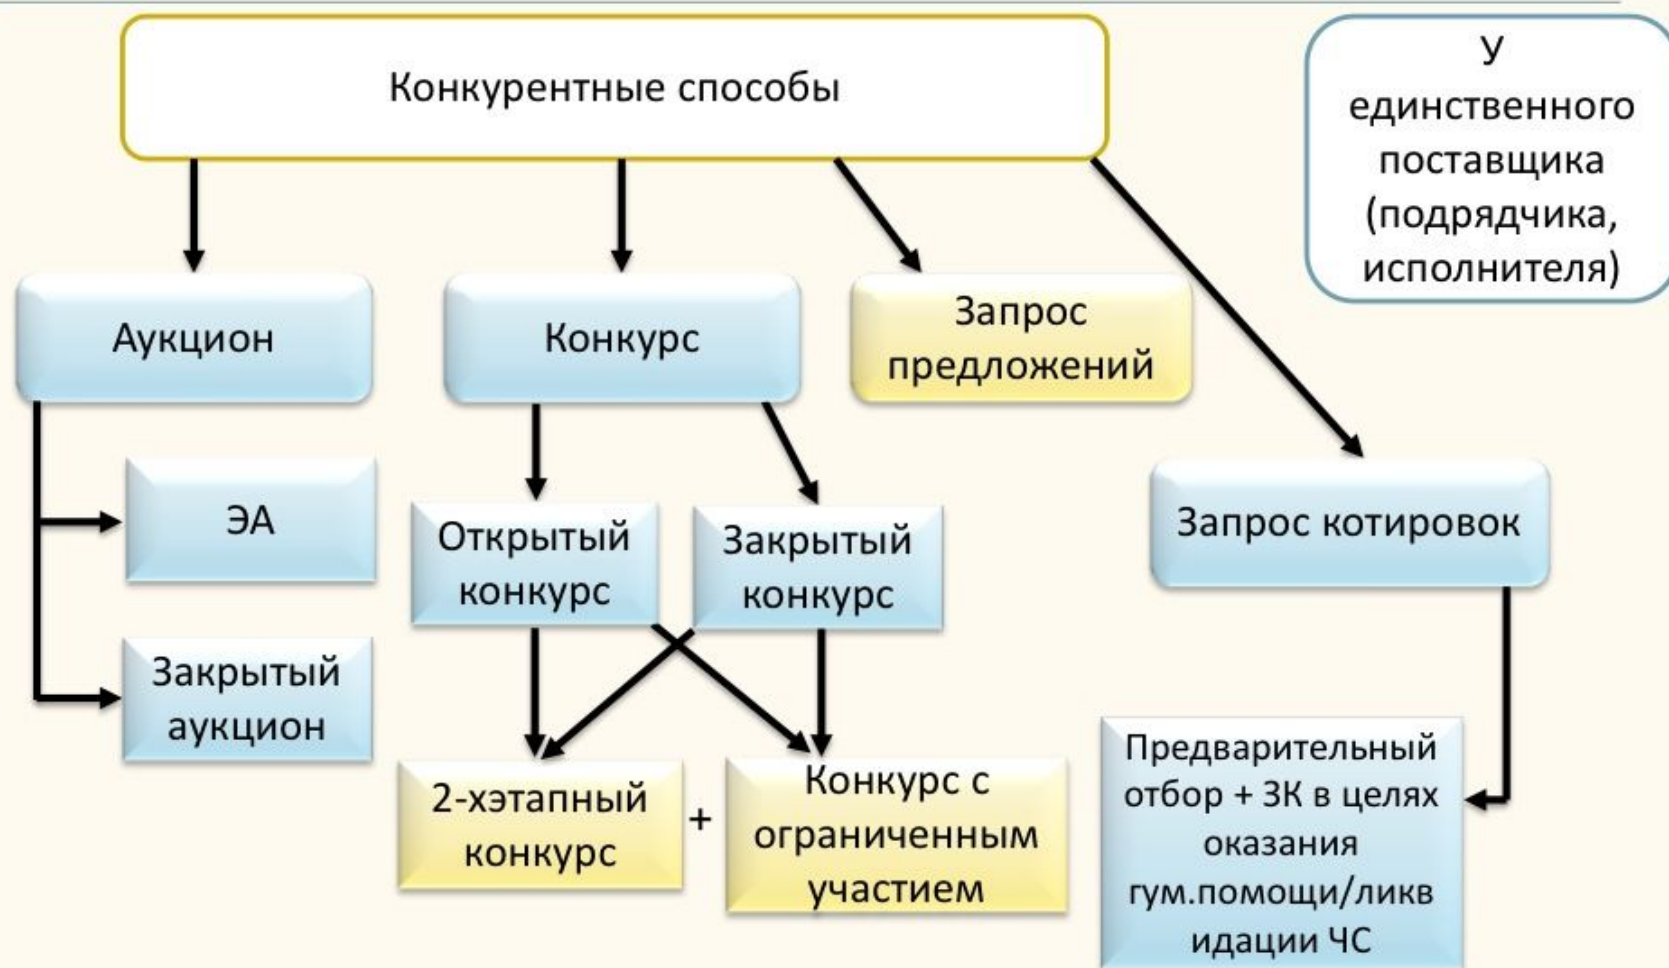 Конкурентные способы
У
единственного
поставщика
(подрядчика,
исполнителя)
Аукцион
Конкурс
Запрос
предложений
ЭА
Открытый
конкурс
Закрытый
конкурс
Запрос котировок
Закрытый
аукцион
2-хэтапный
конкурс
+
Конкурс с
ограниченным
участием
Предварительный
отбор + ЗК в целях
оказания
гум.помощи/ликв
идации ЧС